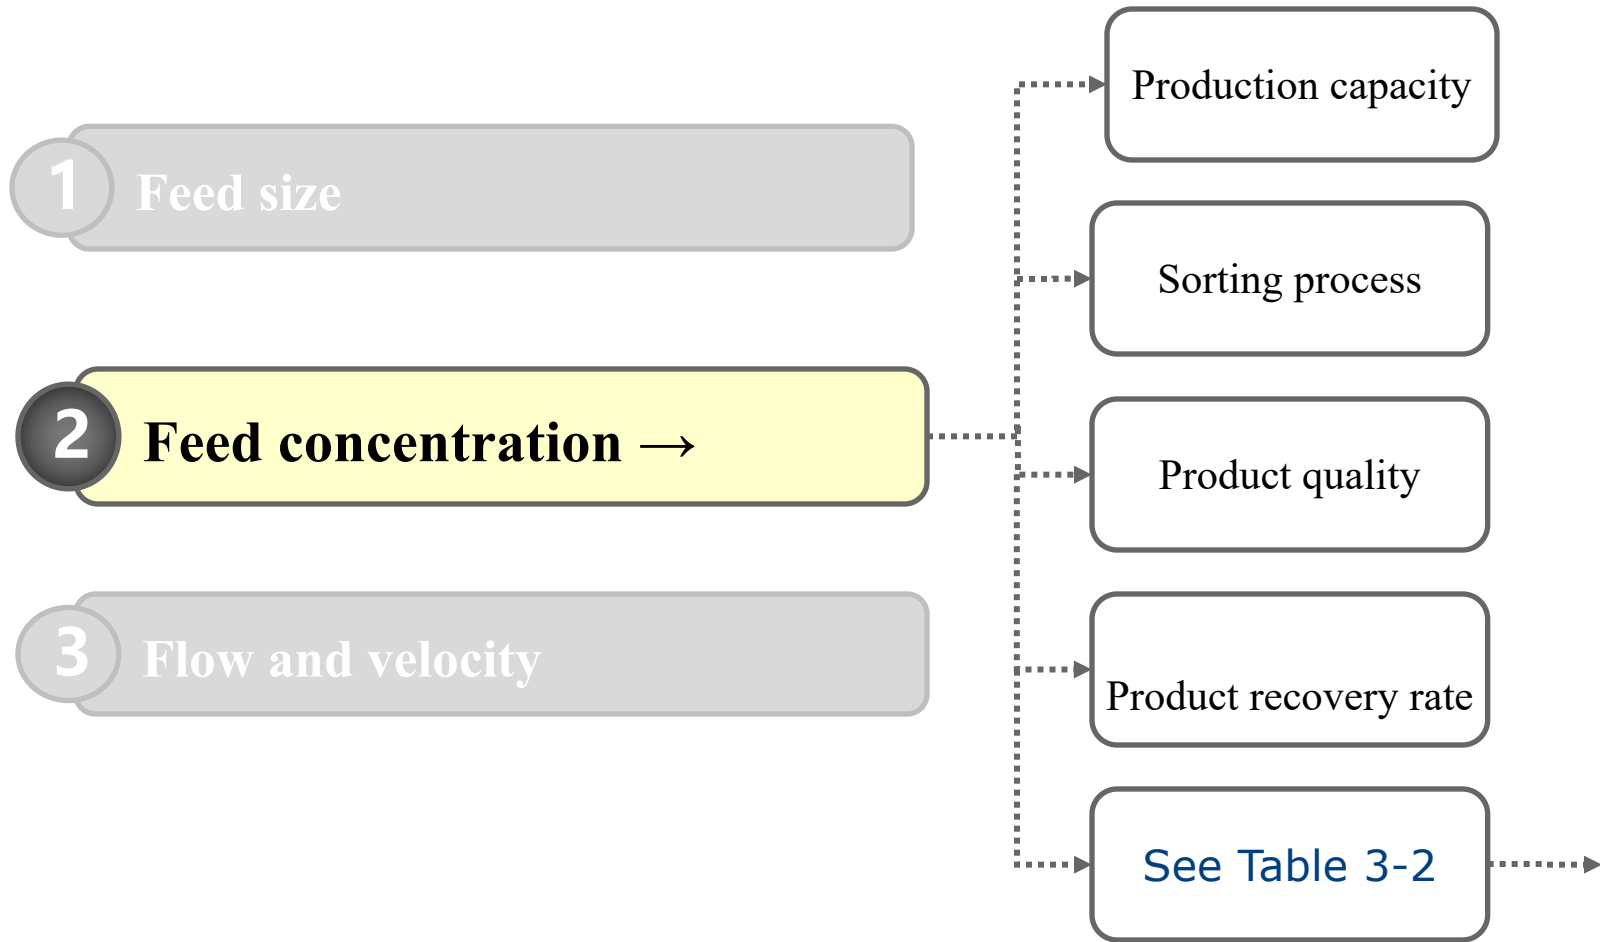 1 Feed size
2 Feed concentration →
3 Flow and velocity
Production capacity
Sorting process
Product quality
Product recovery rate
See Table 3-2